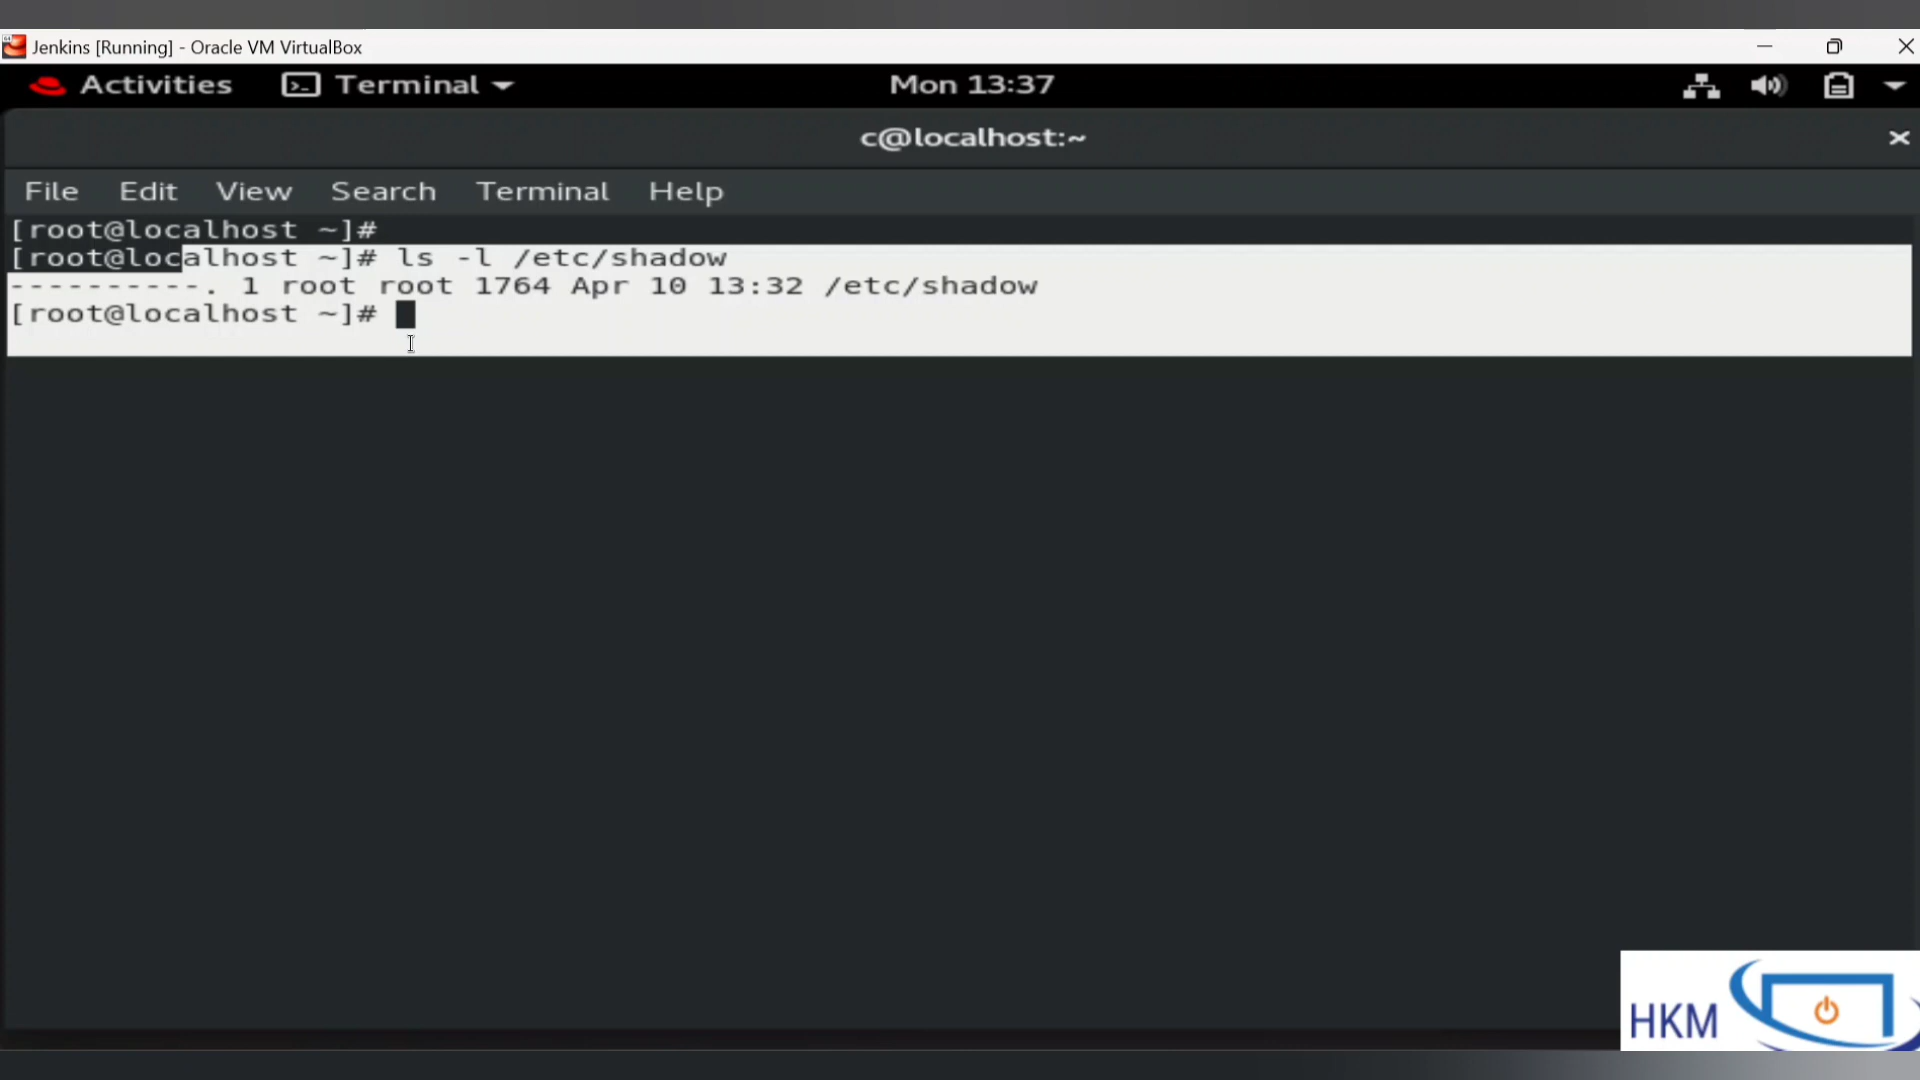 Jenkins [Running] - Oracle VM VirtualBox
Activities Terminal Mon 13:37
c@localhost:~
File Edit View Search Terminal Help
[root@localhost ~]#
[root@localhost ~]# ls -l /etc/shadow
----------. 1 root root 1764 Apr 10 13:32 /etc/shadow
[root@localhost ~]#
HKM